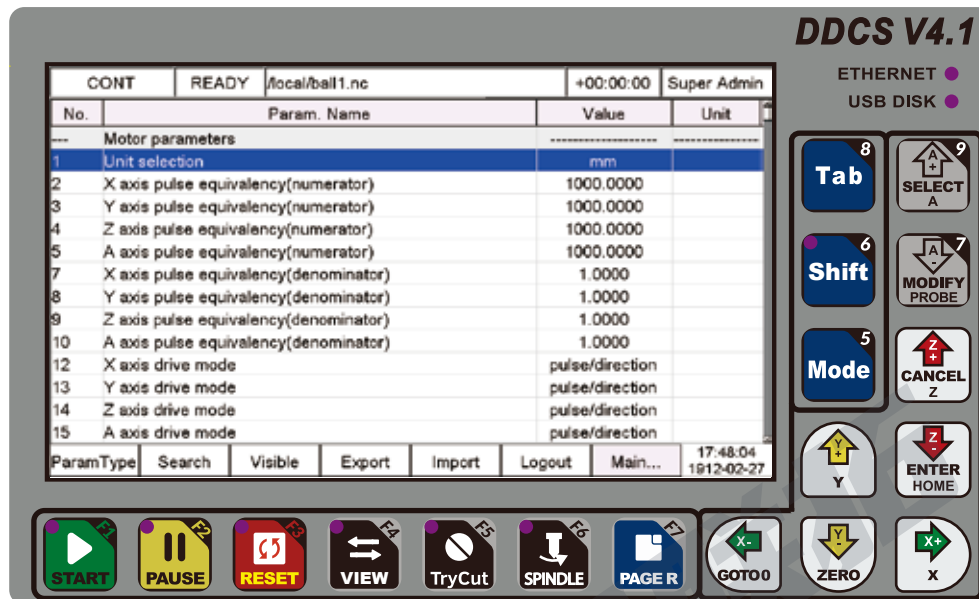 DDCS V4.1
ETHERNET
USB DISK
CONT READY /local/ball1.nc +00:00:00 Super Admin
No. Param. Name Value Unit
--- Motor parameters ------------------ ---------------
1 Unit selection mm
2 X axis pulse equivalency(numerator) 1000.0000
3 Y axis pulse equivalency(numerator) 1000.0000
4 Z axis pulse equivalency(numerator) 1000.0000
5 A axis pulse equivalency(numerator) 1000.0000
7 X axis pulse equivalency(denominator) 1.0000
8 Y axis pulse equivalency(denominator) 1.0000
9 Z axis pulse equivalency(denominator) 1.0000
10 A axis pulse equivalency(denominator) 1.0000
12 X axis drive mode pulse/direction
13 Y axis drive mode pulse/direction
14 Z axis drive mode pulse/direction
15 A axis drive mode pulse/direction
ParamType Search Visible Export Import Logout Main... 17:48:04
1912-02-27
8
Tab
9
A
+
SELECT
A
6
Shift
7
A
-
MODIFY
PROBE
5
Mode
Z
+
CANCEL
Z
Y
+
Y
Z
-
ENTER
HOME
F1
START
F2
PAUSE
F3
RESET
F4
VIEW
F5
TryCut
F6
SPINDLE
F7
PAGE R
X-
GOTO0
Y
-
ZERO
X+
X